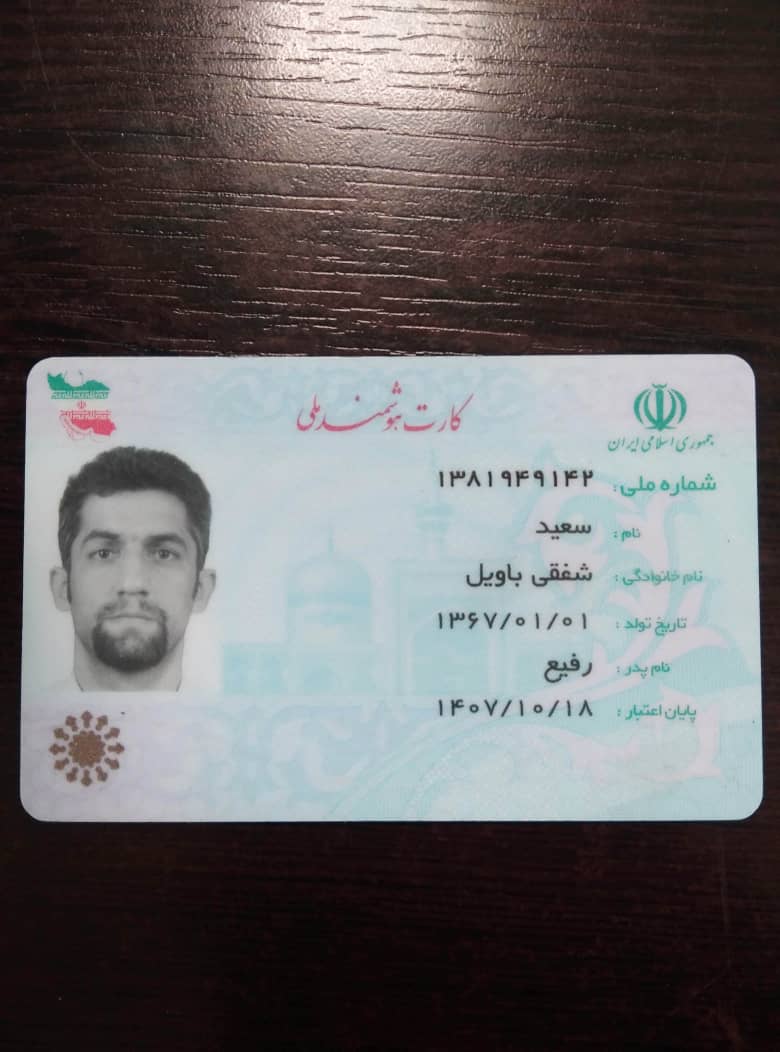 کارت هوشمند ملی
جمهوری اسلامی ایران
شماره ملی: ۱۳۸۱۹۴۹۱۴۲
نام: سعید
نام خانوادگی: شفقی باویل
تاریخ تولد: ۱۳۶۷/۰۱/۰۱
نام پدر: رفیع
پایان اعتبار: ۱۴۰۷/۱۰/۱۸